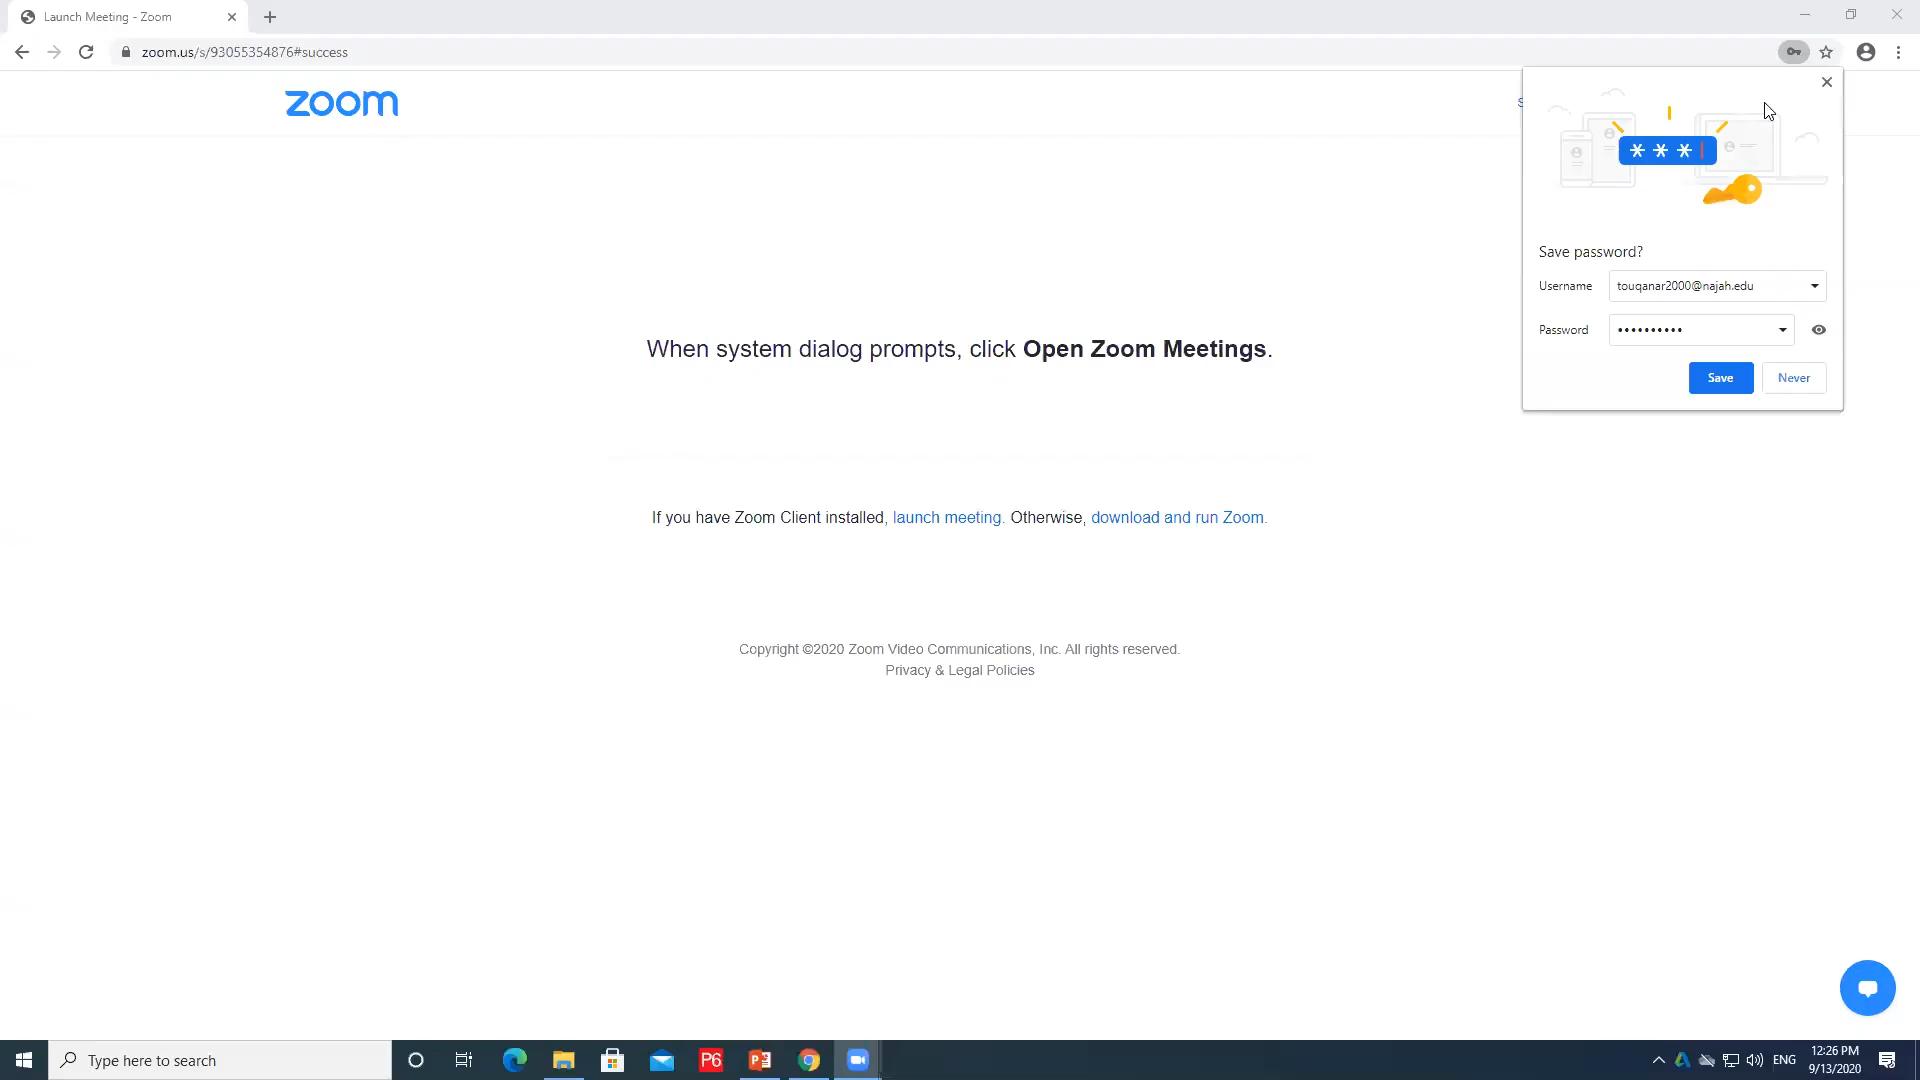 Launch Meeting - Zoom
zoom.us/s/93055354876#success
zoom
***
Save password?
Username touqanar2000@najah.edu
Password ••••••••••
Save Never
When system dialog prompts, click Open Zoom Meetings.
If you have Zoom Client installed, launch meeting. Otherwise, download and run Zoom.
Copyright ©2020 Zoom Video Communications, Inc. All rights reserved.
Privacy & Legal Policies
Type here to search
P6
ENG
12:26 PM
9/13/2020